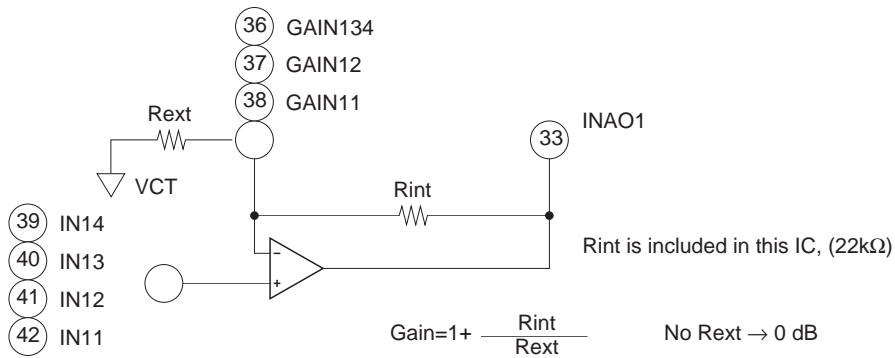 36 GAIN134
37 GAIN12
38 GAIN11
Rext
33 INAO1
VCT
Rint
39 IN14
40 IN13
41 IN12
42 IN11
Rint is included in this IC, (22kΩ)
−
+
Gain=1+ Rint
Rext
No Rext → 0 dB